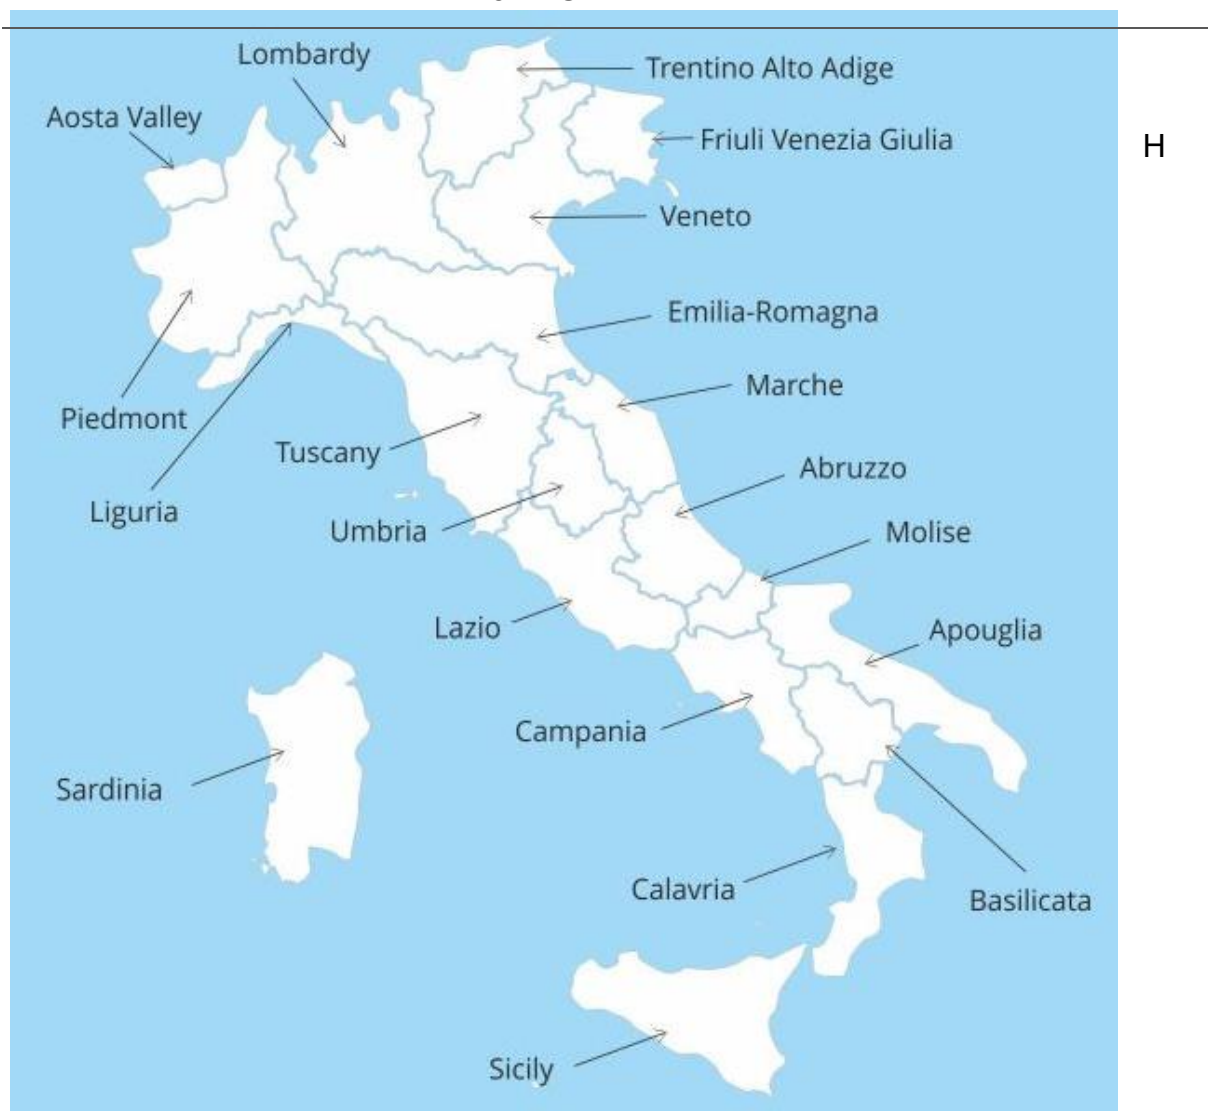 Lombardy
Trentino Alto Adige
Aosta Valley
Friuli Venezia Giulia
H
Veneto
Emilia-Romagna
Marche
Piedmont
Tuscany
Abruzzo
Liguria
Umbria
Molise
Lazio
Apouglia
Campania
Sardinia
Calavria
Basilicata
Sicily